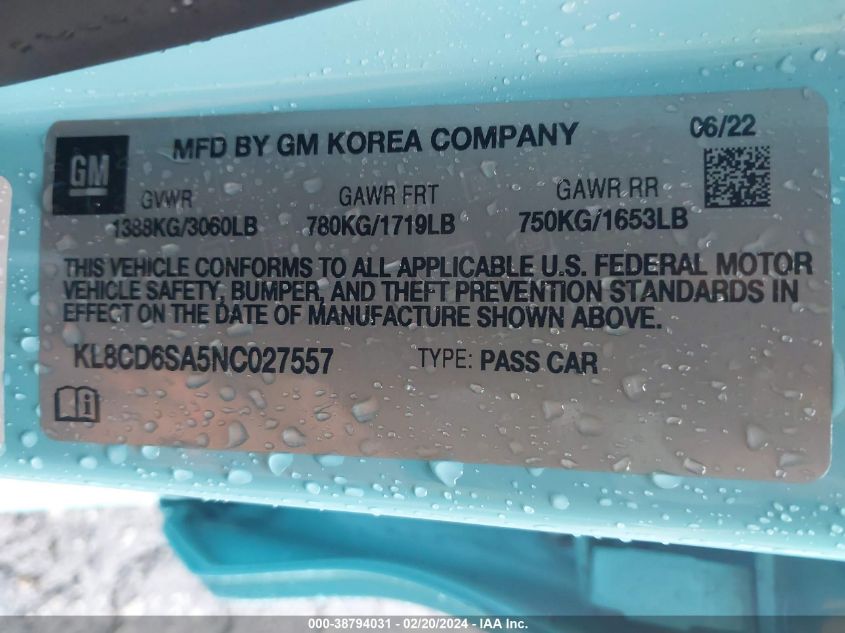 MFD BY GM KOREA COMPANY 06/22
GM
GVWR GAWR FRT GAWR RR
1388KG/3060LB 780KG/1719LB 750KG/1653LB
THIS VEHICLE CONFORMS TO ALL APPLICABLE U.S. FEDERAL MOTOR
VEHICLE SAFETY, BUMPER, AND THEFT PREVENTION STANDARDS IN
EFFECT ON THE DATE OF MANUFACTURE SHOWN ABOVE.
KL8CD6SA5NC027557 TYPE: PASS CAR
000-38794031 - 02/20/2024 - IAA Inc.